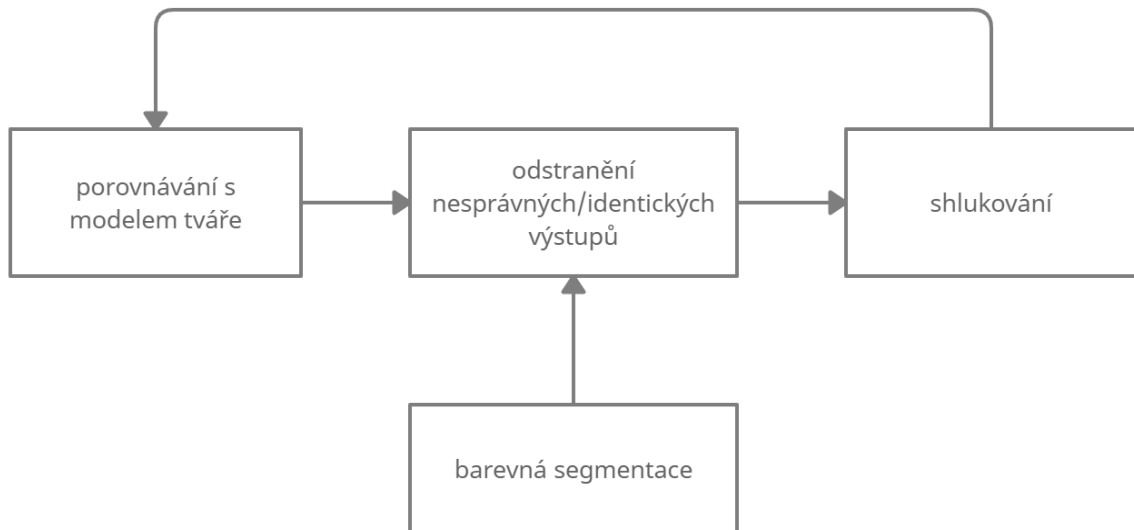 porovnávání s
modelem tváře
odstranění
nesprávných/identických
výstupů
shlukování
barevná segmentace